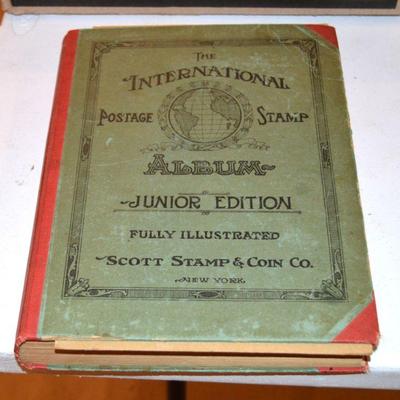 THE
INTERNATIONAL
POSTAGE STAMP
ALBUM
JUNIOR EDITION
FULLY ILLUSTRATED
SCOTT STAMP & COIN CO.
NEW YORK.